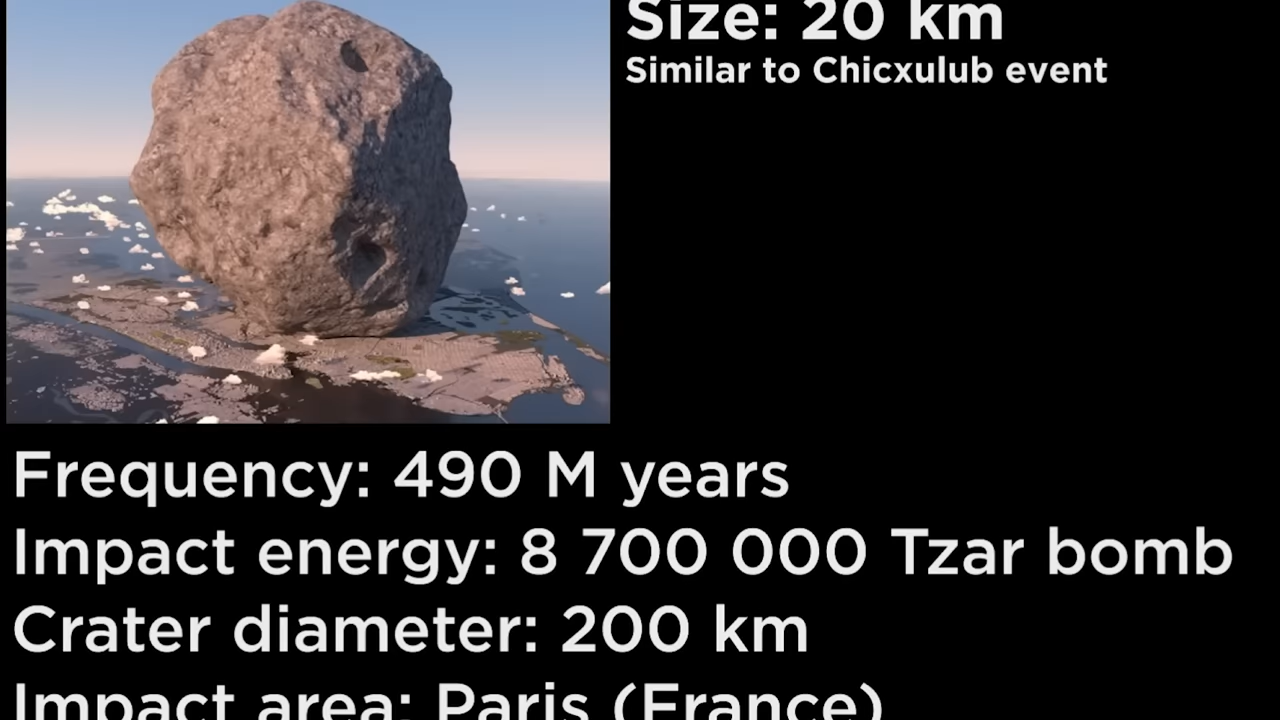 Size: 20 km
Similar to Chicxulub event
Frequency: 490 M years
Impact energy: 8 700 000 Tzar bomb
Crater diameter: 200 km
Impact area: Paris (France)